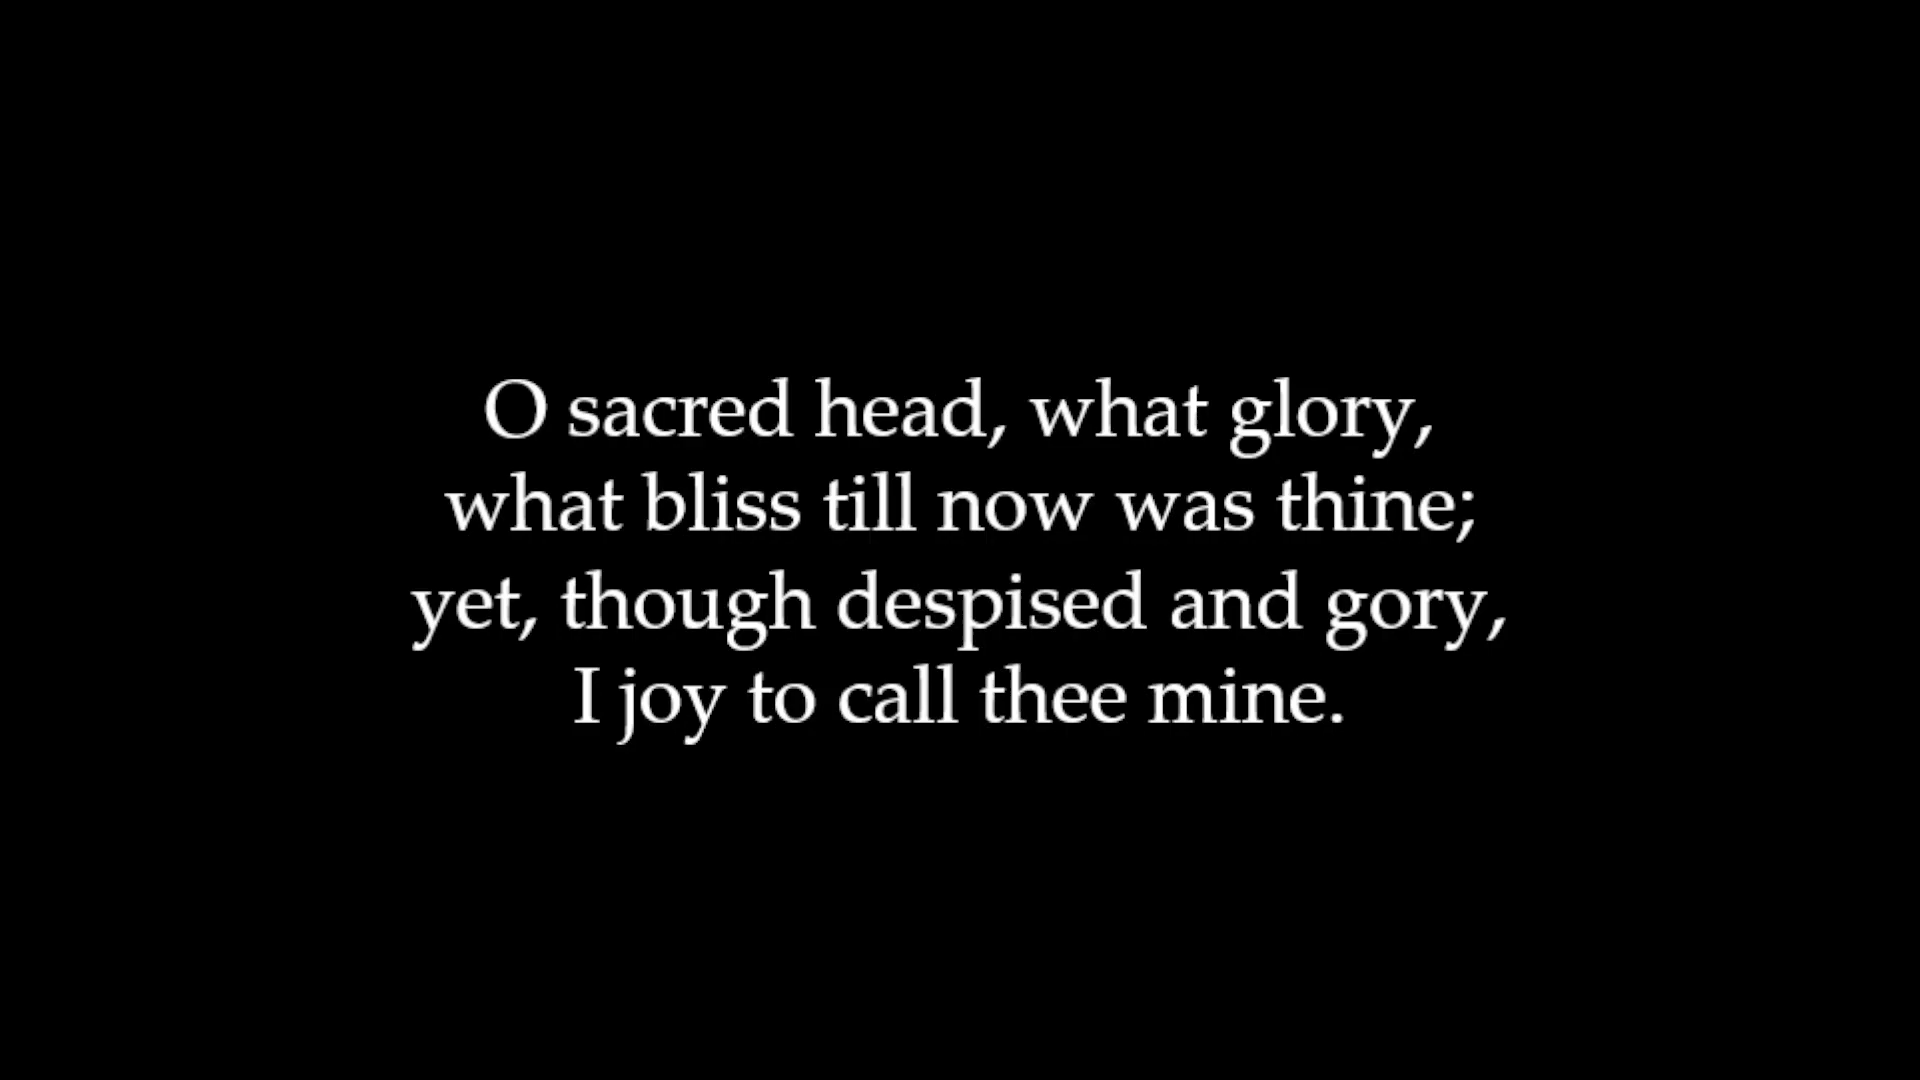 O sacred head, what glory,
what bliss till now was thine;
yet, though despised and gory,
I joy to call thee mine.